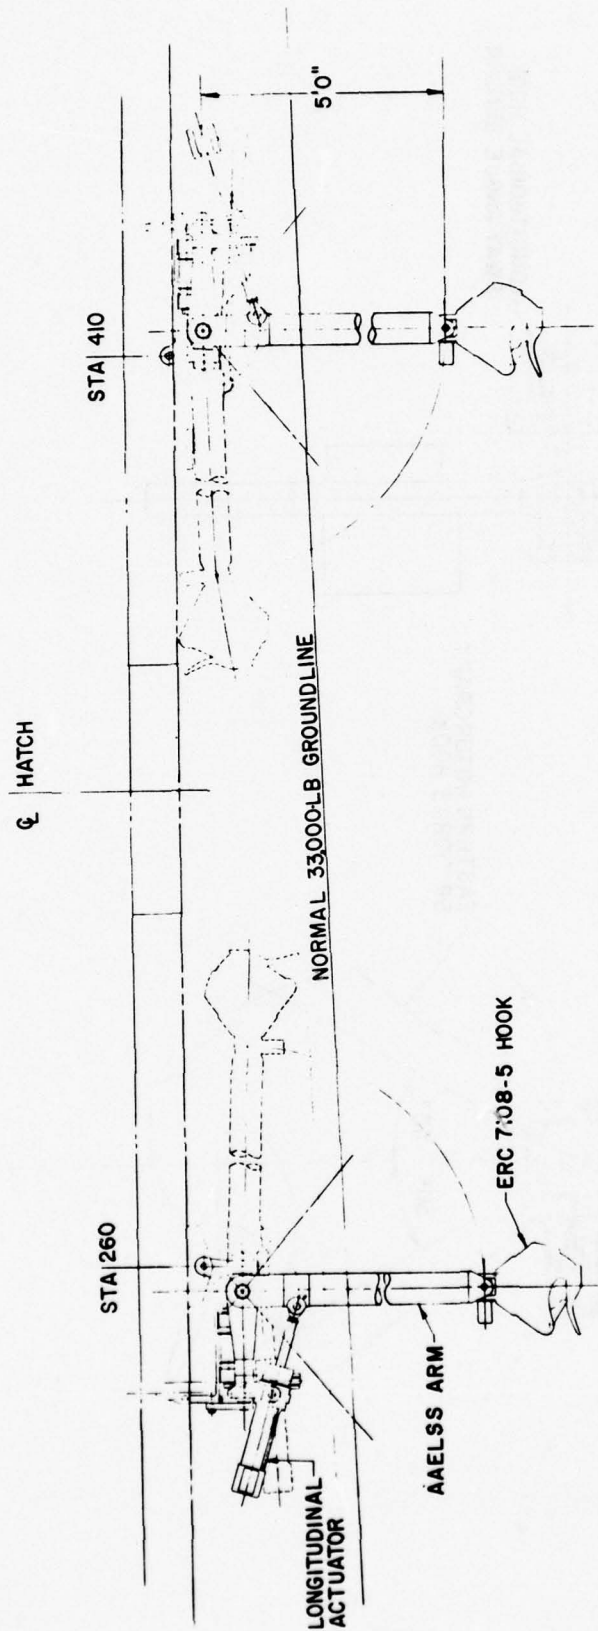 ℄ HATCH
STA 260
STA 410
5'0"
NORMAL 33,000-LB GROUNDLINE
ERC 7108-5 HOOK
AAELSS ARM
LONGITUDINAL
ACTUATOR